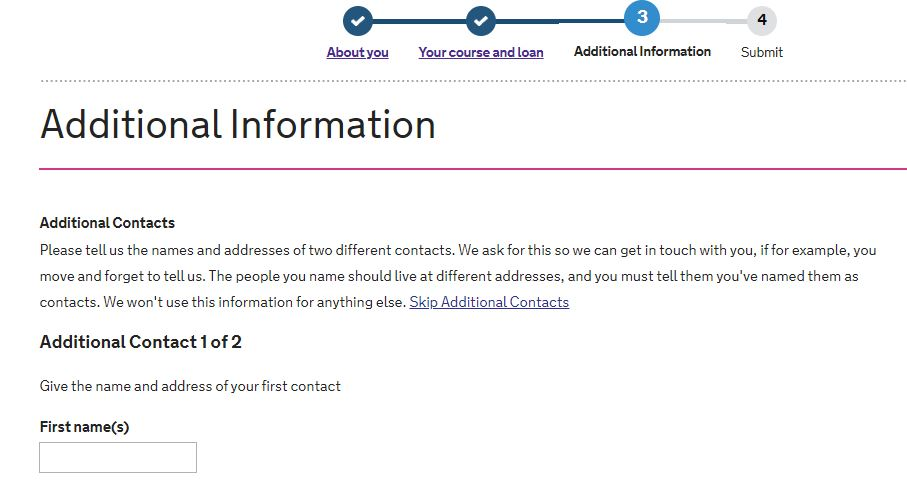 3 4
About you Your course and loan Additional Information Submit
Additional Information
Additional Contacts
Please tell us the names and addresses of two different contacts. We ask for this so we can get in touch with you, if for example, you
move and forget to tell us. The people you name should live at different addresses, and you must tell them you've named them as
contacts. We won't use this information for anything else. Skip Additional Contacts
Additional Contact 1 of 2
Give the name and address of your first contact
First name(s)